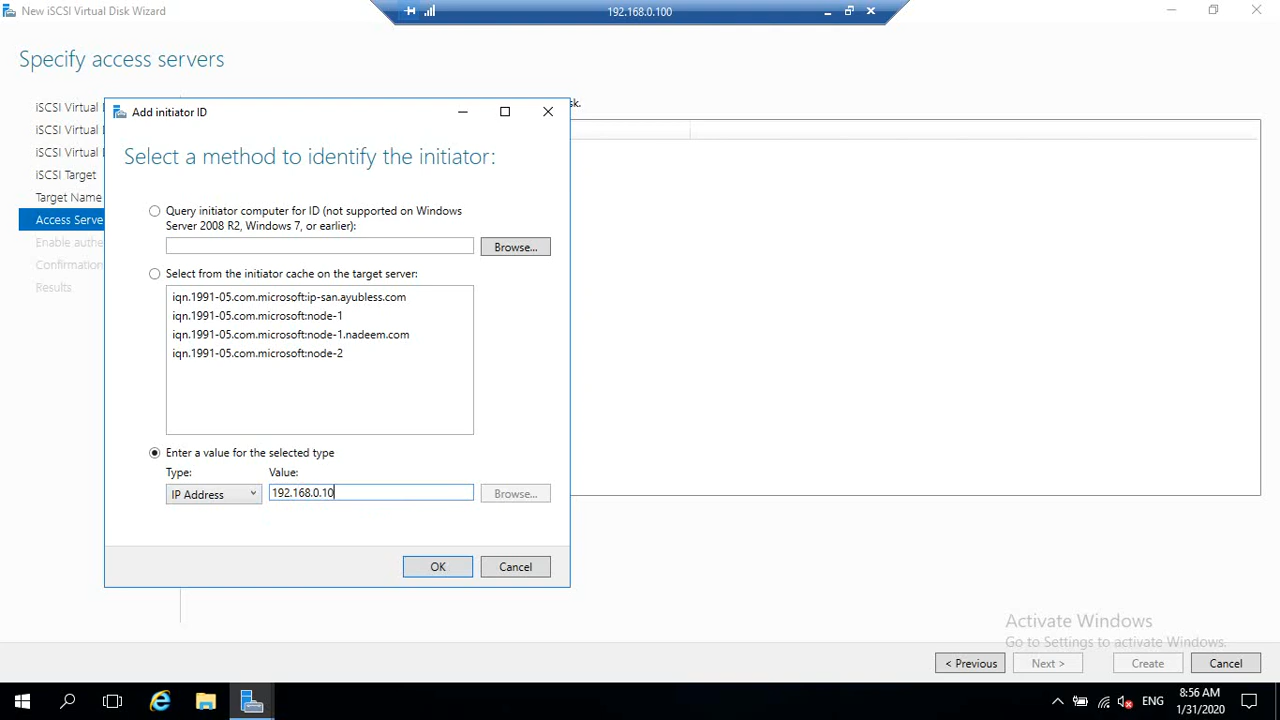 New iSCSI Virtual Disk Wizard
192.168.0.100
Specify access servers
iSCSI Virtual
iSCSI Virtual
iSCSI Virtual
iSCSI Target
Target Name
Access Serve
Enable authe
Confirmation
Results
sk.
Add initiator ID
Select a method to identify the initiator:
Query initiator computer for ID (not supported on Windows
Server 2008 R2, Windows 7, or earlier):
Browse...
Select from the initiator cache on the target server:
iqn.1991-05.com.microsoft:ip-san.ayubless.com
iqn.1991-05.com.microsoft:node-1
iqn.1991-05.com.microsoft:node-1.nadeem.com
iqn.1991-05.com.microsoft:node-2
Enter a value for the selected type
Type: Value:
IP Address 192.168.0.10 Browse...
OK Cancel
Activate Windows
Go to Settings to activate Windows.
< Previous Next > Create Cancel
ENG
8:56 AM
1/31/2020